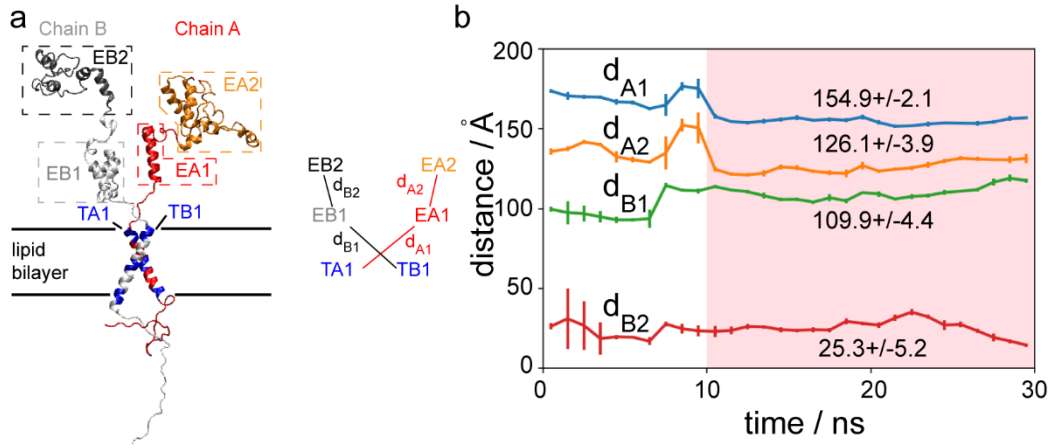 a
Chain B
Chain A
EB2
EA2
EB1
EA1
TA1
TB1
lipid
bilayer
EB2
EA2
dB2
dA2
EB1
EA1
dB1
dA1
TA1
TB1
b
distance / Å
200
150
100
50
0
dA1
154.9+/-2.1
dA2
126.1+/-3.9
dB1
109.9+/-4.4
dB2
25.3+/-5.2
0
10
20
30
time / ns